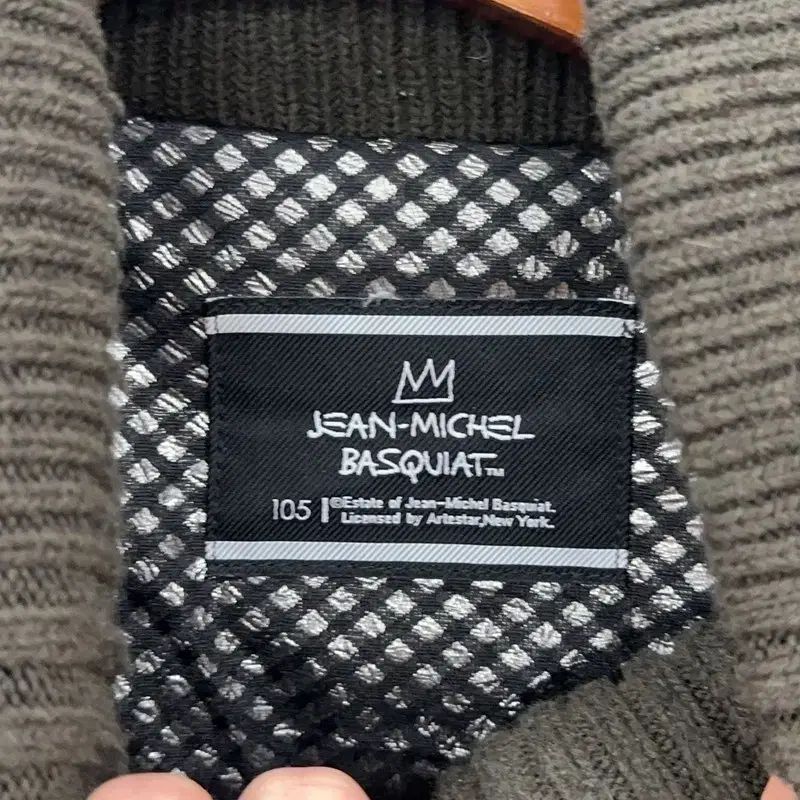 JEAN-MICHEL
BASQUIAT™
105 | ©Estate of Jean-Michel Basquiat.
Licensed by Artestar,New York.